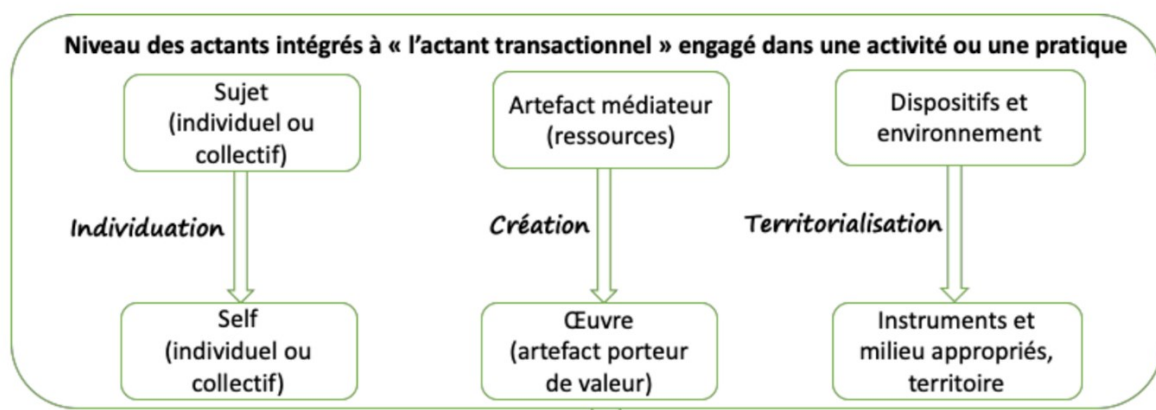 Niveau des actants intégrés à « l’actant transactionnel » engagé dans une activité ou une pratique
Sujet
(individuel ou
collectif)
Artefact médiateur
(ressources)
Dispositifs et
environnement
Individuation
Création
Territorialisation
Self
(individuel ou
collectif)
Œuvre
(artefact porteur
de valeur)
Instruments et
milieu appropriés,
territoire